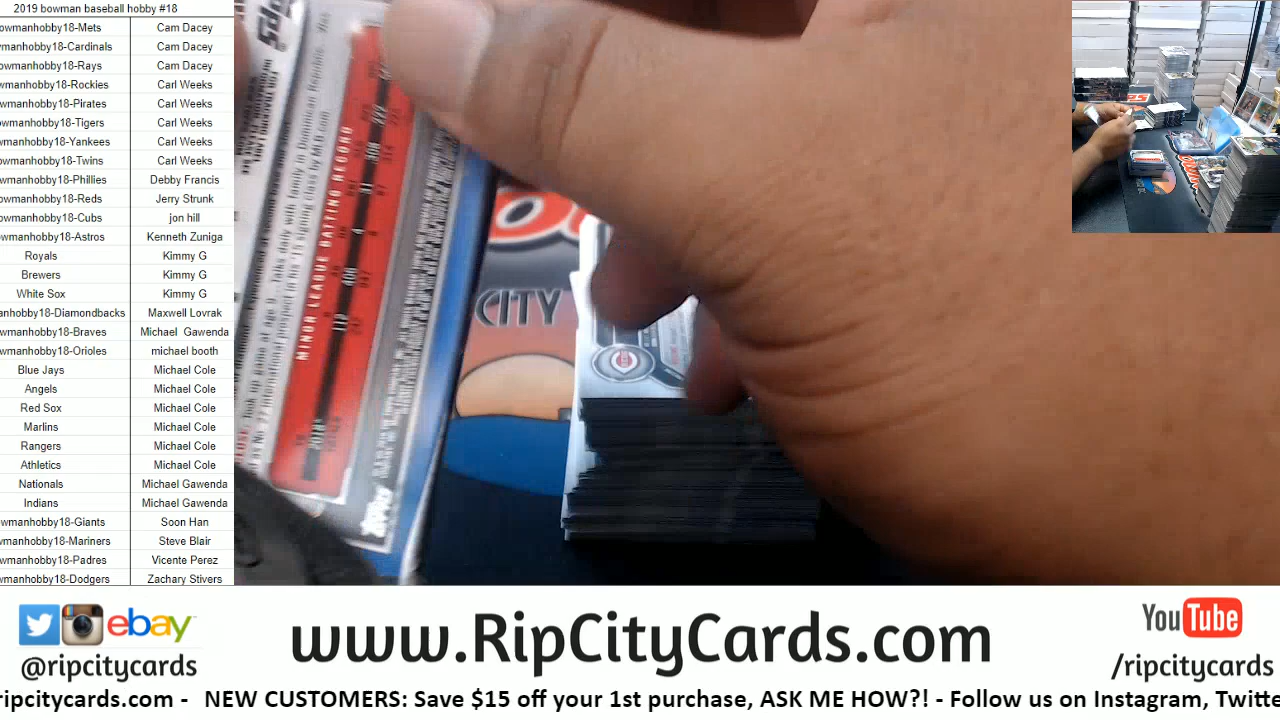 2019 bowman baseball hobby #18
owmanhobby18-Mets Cam Dacey
wmanhobby18-Cardinals Cam Dacey
owmanhobby18-Rays Cam Dacey
wmanhobby18-Rockies Carl Weeks
wmanhobby18-Pirates Carl Weeks
owmanhobby18-Tigers Carl Weeks
wmanhobby18-Yankees Carl Weeks
owmanhobby18-Twins Carl Weeks
wmanhobby18-Phillies Debby Francis
owmanhobby18-Reds Jerry Strunk
owmanhobby18-Cubs jon hill
owmanhobby18-Astros Kenneth Zuniga
Royals Kimmy G
Brewers Kimmy G
White Sox Kimmy G
anhobby18-Diamondbacks Maxwell Lovrak
wmanhobby18-Braves Michael Gawenda
wmanhobby18-Orioles michael booth
Blue Jays Michael Cole
Angels Michael Cole
Red Sox Michael Cole
Marlins Michael Cole
Rangers Michael Cole
Athletics Michael Cole
Nationals Michael Gawenda
Indians Michael Gawenda
wmanhobby18-Giants Soon Han
wmanhobby18-Mariners Steve Blair
wmanhobby18-Padres Vicente Perez
wmanhobby18-Dodgers Zachary Stivers
MINOR LEAGUE BATTING RECORD
CITY
topps
ebay
@ripcitycards
www.RipCityCards.com
YouTube
/ripcitycards
ripcitycards.com - NEW CUSTOMERS: Save $15 off your 1st purchase, ASK ME HOW?! - Follow us on Instagram, Twitte